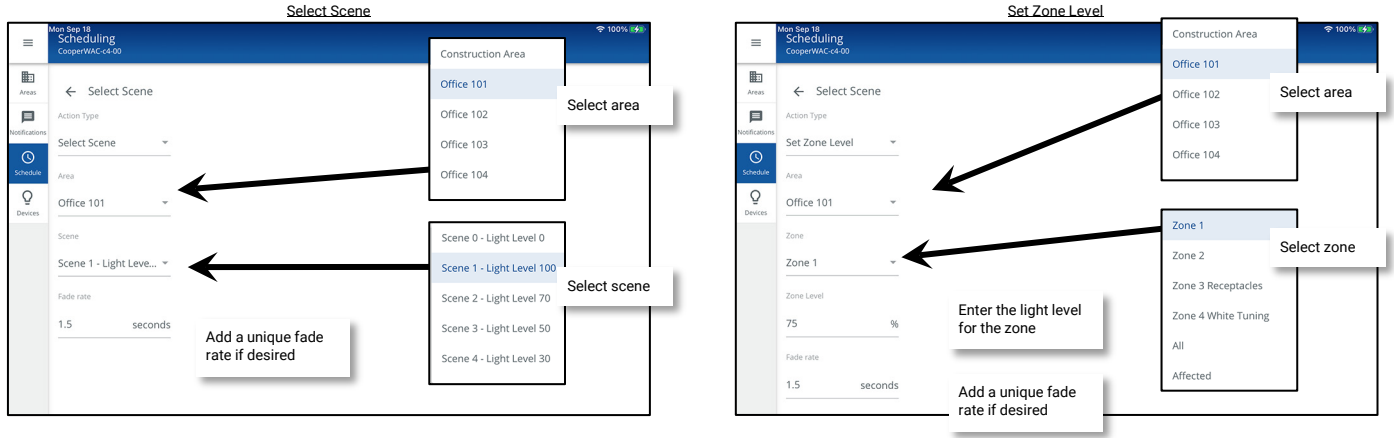 Select Scene
Mon Sep 18
Scheduling
CooperWAC-c4-00
100%
Areas
Notifications
Schedule
Devices
Select Scene
Action Type
Select Scene
Area
Office 101
Scene
Scene 1 - Light Leve...
Fade rate
1.5 seconds
Construction Area
Office 101
Office 102
Office 103
Office 104
Select area
Scene 0 - Light Level 0
Scene 1 - Light Level 100
Scene 2 - Light Level 70
Scene 3 - Light Level 50
Scene 4 - Light Level 30
Select scene
Add a unique fade
rate if desired
Set Zone Level
Mon Sep 18
Scheduling
CooperWAC-c4-00
100%
Areas
Notifications
Schedule
Devices
Select Scene
Action Type
Set Zone Level
Area
Office 101
Zone
Zone 1
Zone Level
75 %
Fade rate
1.5 seconds
Construction Area
Office 101
Office 102
Office 103
Office 104
Select area
Zone 1
Zone 2
Zone 3 Receptacles
Zone 4 White Tuning
All
Affected
Select zone
Enter the light level
for the zone
Add a unique fade
rate if desired